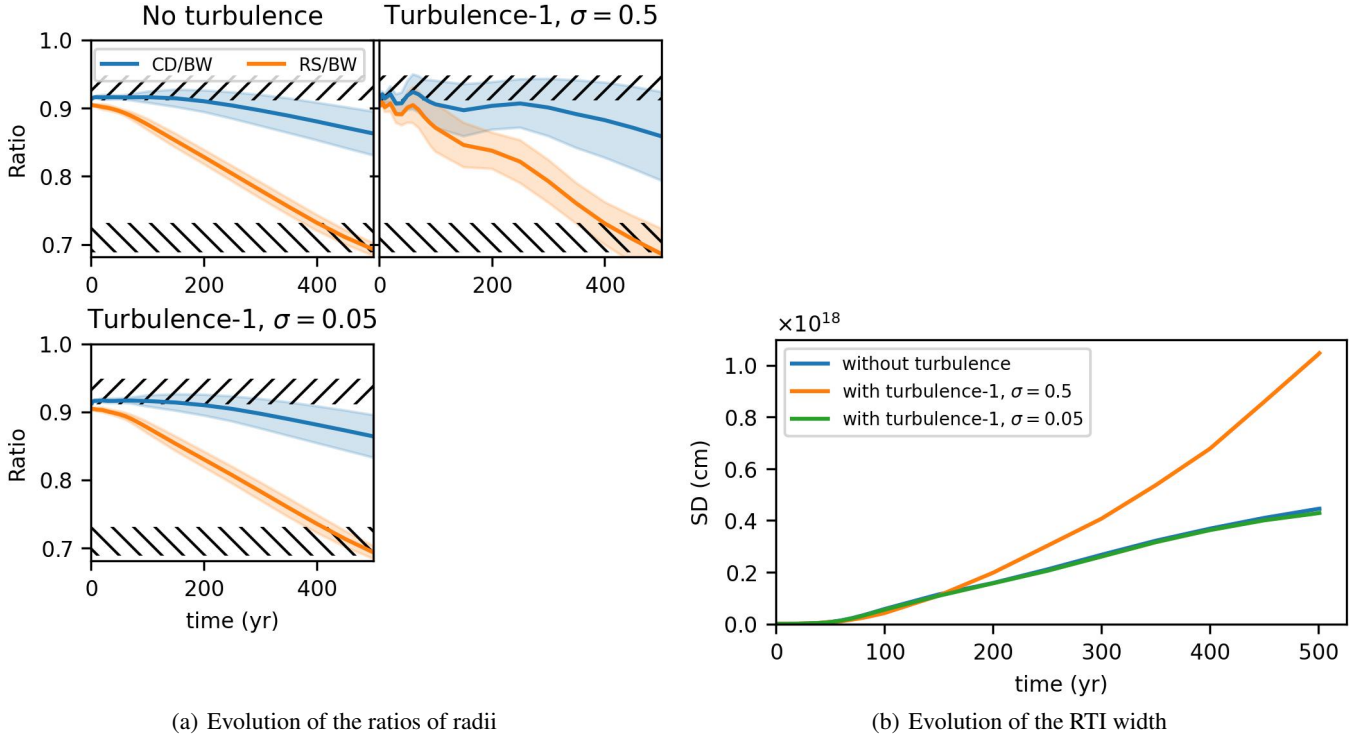 No turbulence
Turbulence-1, σ = 0.5
1.0
0.9
0.8
0.7
Ratio
CD/BW
RS/BW
0
200
400
0
200
400
Turbulence-1, σ = 0.05
1.0
0.9
0.8
0.7
Ratio
0
200
400
time (yr)
×10^18
1.0
0.8
0.6
0.4
0.2
0.0
SD (cm)
without turbulence
with turbulence-1, σ = 0.5
with turbulence-1, σ = 0.05
0
100
200
300
400
500
time (yr)
(a) Evolution of the ratios of radii
(b) Evolution of the RTI width